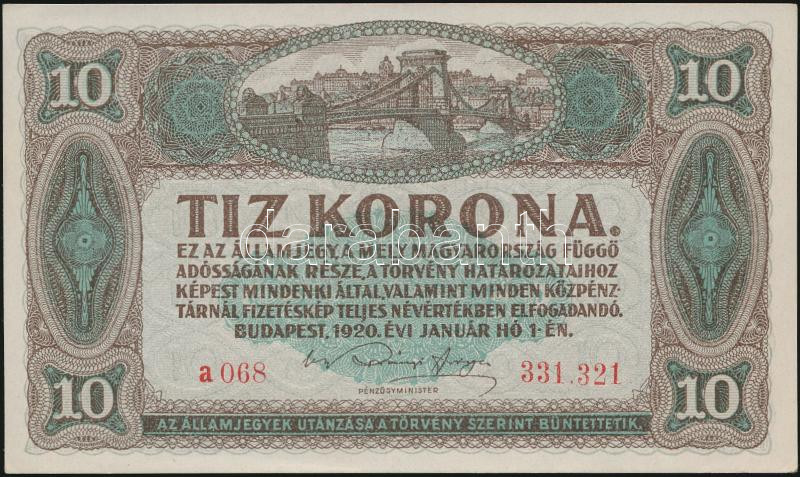 10
10
TIZ KORONA.
EZ AZ ÁLLAMJEGY, A MELY MAGYARORSZÁG FÜGGŐ
ADÓSSÁGÁNAK RÉSZE, A TÖRVÉNY HATÁROZATAIHOZ
KÉPEST MINDENKI ÁLTAL, VALAMINT MINDEN KÖZPÉNZ-
TÁRNÁL FIZETÉSKÉP TELJES NÉVÉRTÉKBEN ELFOGADANDÓ.
BUDAPEST, 1920. ÉVI JANUÁR HÓ 1-ÉN.
a 068
331.321
PÉNZÜGYMINISTER
10
10
AZ ÁLLAMJEGYEK UTÁNZÁSA A TÖRVÉNY SZERINT BÜNTETTETIK.
darabanth.com